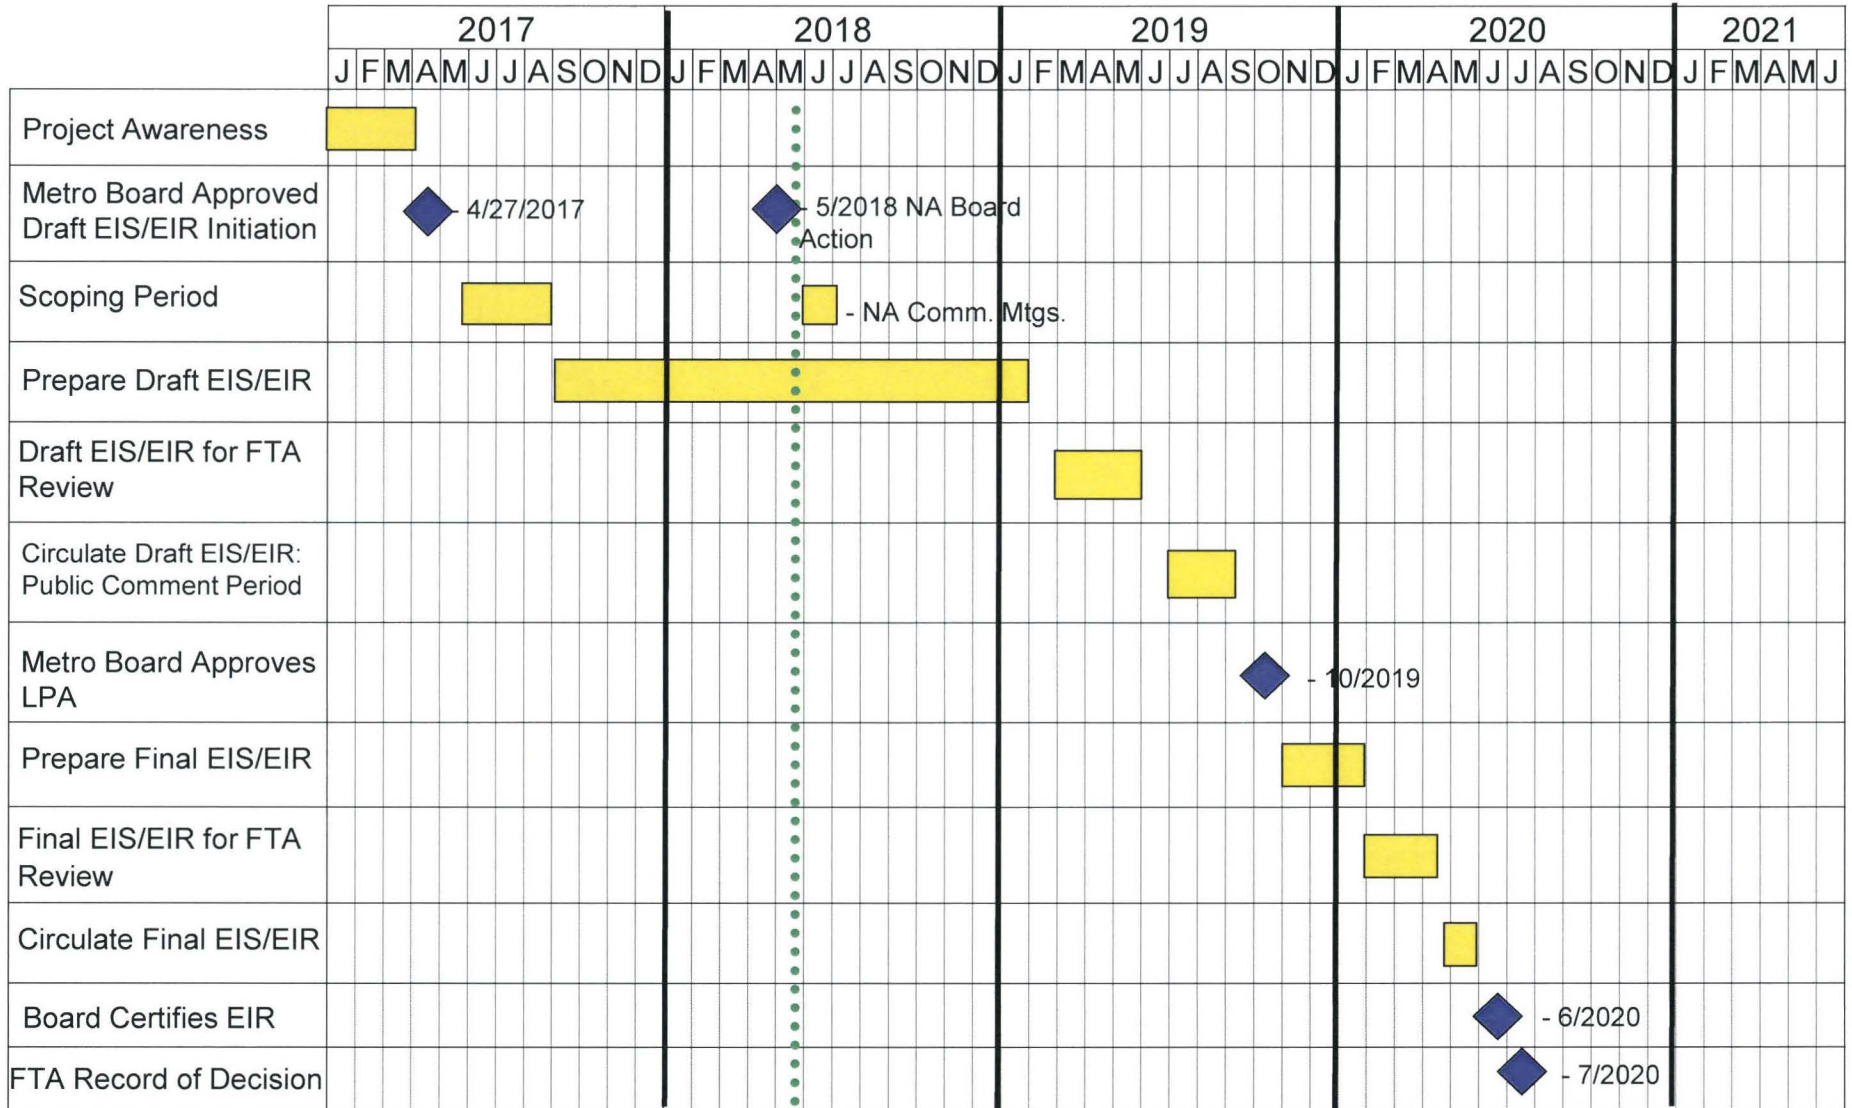 2017 2018 2019 2020 2021
J F M A M J J A S O N D J F M A M J J A S O N D J F M A M J J A S O N D J F M A M J J A S O N D J F M A M J
Project Awareness
Metro Board Approved
Draft EIS/EIR Initiation
- 4/27/2017
- 5/2018 NA Board
Action
Scoping Period
- NA Comm. Mtgs.
Prepare Draft EIS/EIR
Draft EIS/EIR for FTA
Review
Circulate Draft EIS/EIR:
Public Comment Period
Metro Board Approves
LPA
- 10/2019
Prepare Final EIS/EIR
Final EIS/EIR for FTA
Review
Circulate Final EIS/EIR
Board Certifies EIR
- 6/2020
FTA Record of Decision
- 7/2020